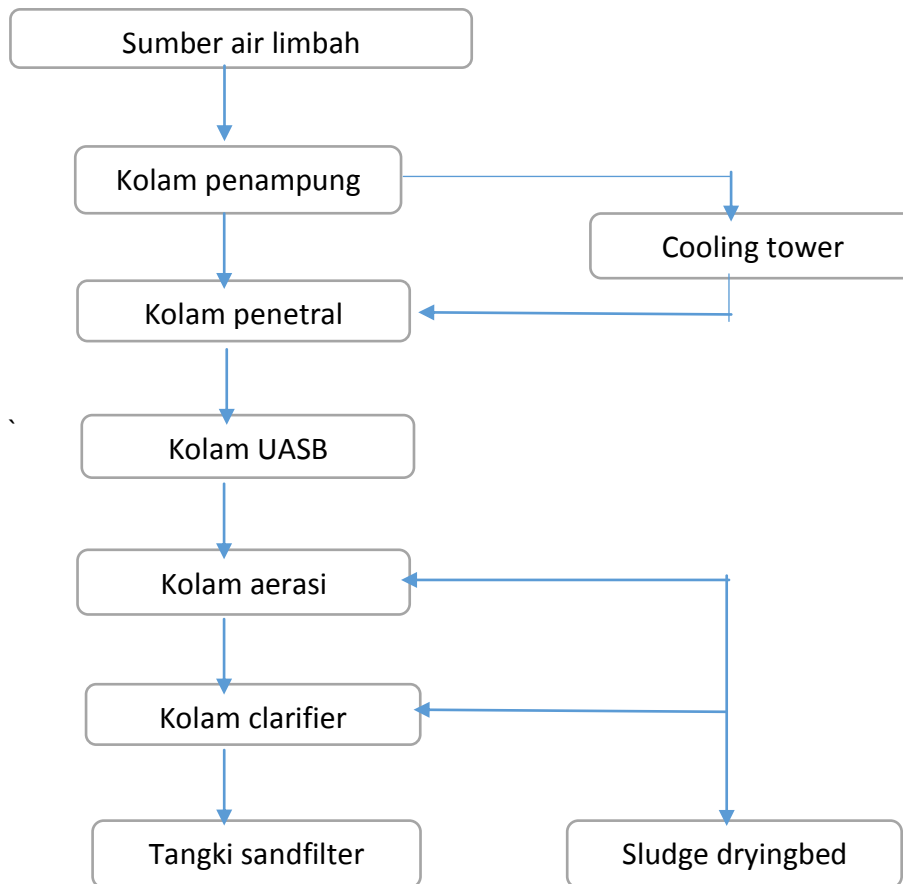 Sumber air limbah
Kolam penampung
Cooling tower
Kolam penetral
`
Kolam UASB
Kolam aerasi
Kolam clarifier
Tangki sandfilter
Sludge dryingbed